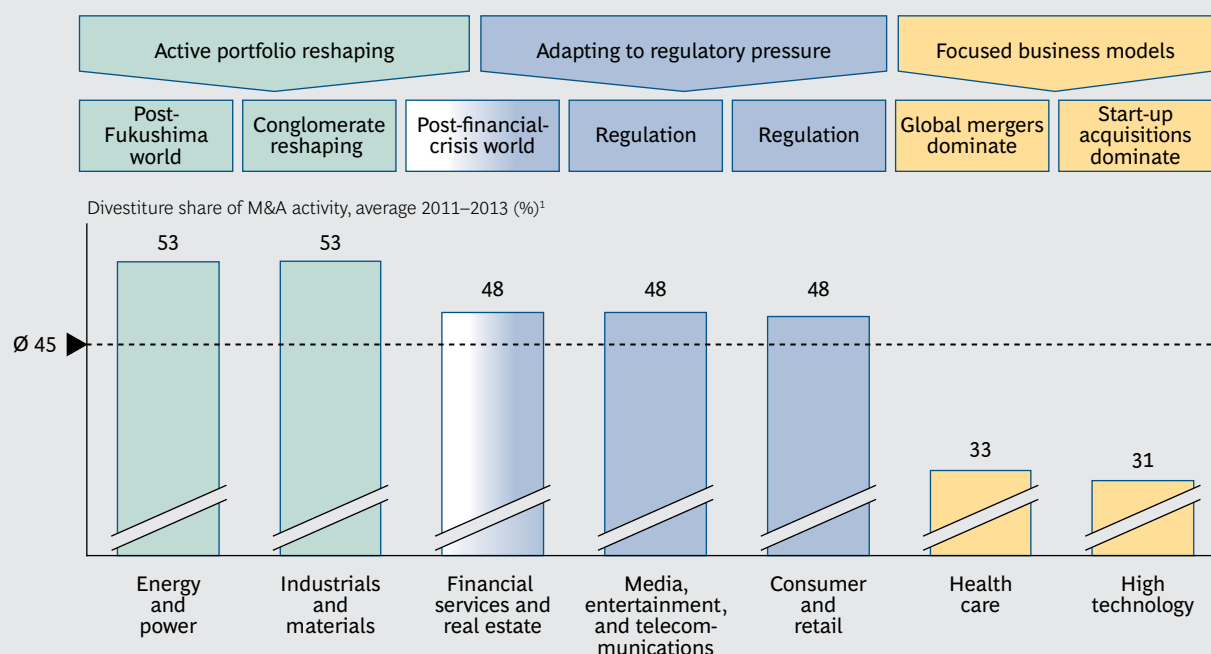 Active portfolio reshaping
Adapting to regulatory pressure
Focused business models
Post-
Fukushima
world
Conglomerate
reshaping
Post-financial-
crisis world
Regulation
Regulation
Global mergers
dominate
Start-up
acquisitions
dominate
Divestiture share of M&A activity, average 2011–2013 (%)¹
53
53
48
48
48
33
31
Ø 45
Energy
and
power
Industrials
and
materials
Financial
services and
real estate
Media,
entertainment,
and telecom-
munications
Consumer
and
retail
Health
care
High
technology